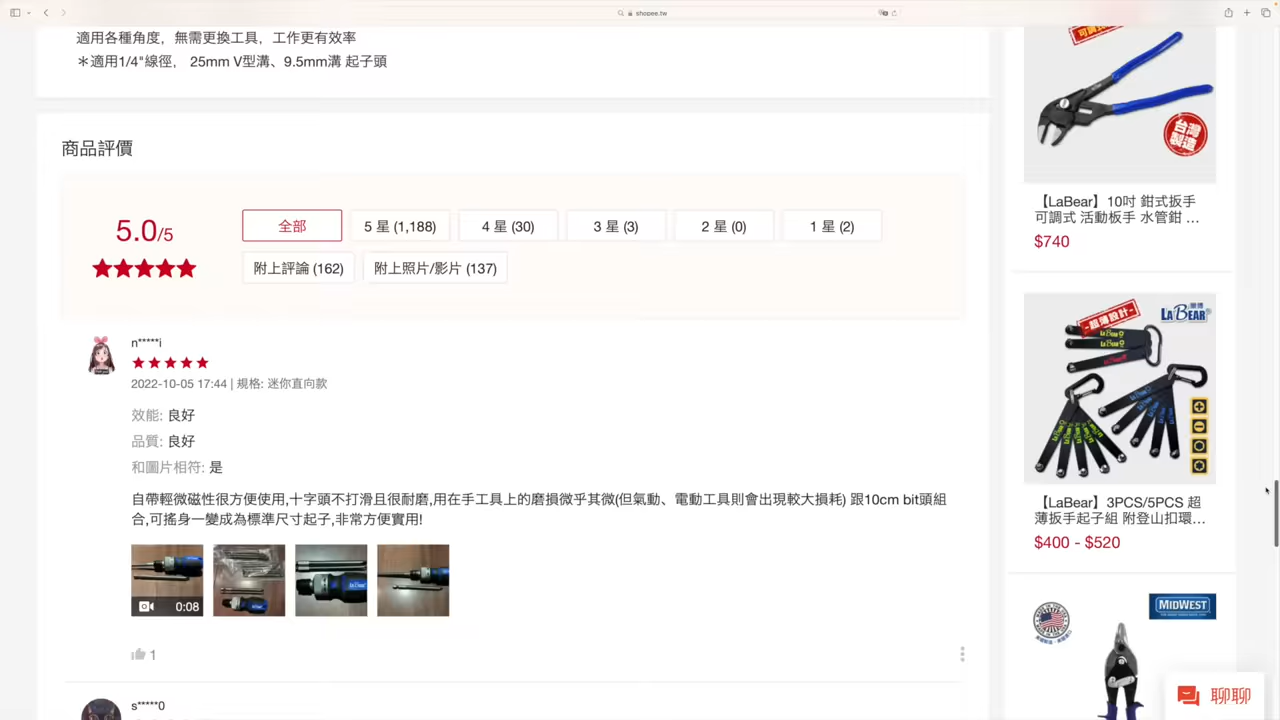 shopee.tw
適用各種角度，無需更換工具，工作更有效率
＊適用1/4"線徑， 25mm V型溝、9.5mm溝 起子頭
商品評價
5.0/5
全部
5 星 (1,188)
4 星 (30)
3 星 (3)
2 星 (0)
1 星 (2)
附上評論 (162)
附上照片/影片 (137)
n*****i
2022-10-05 17:44 | 規格: 迷你直向款
效能: 良好
品質: 良好
和圖片相符: 是
自帶輕微磁性很方便使用,十字頭不打滑且很耐磨,用在手工具上的磨損微乎其微(但氣動、電動工具則會出現較大損耗) 跟10cm bit頭組
合,可搖身一變成為標準尺寸起子,非常方便實用!
0:08
1
s*****0
台灣
製造
【LaBear】10吋 鉗式扳手
可調式 活動板手 水管鉗 ...
$740
超薄設計
LABEAR
【LaBear】3PCS/5PCS 超
薄扳手起子組 附登山扣環...
$400 - $520
MIDWEST
聊聊